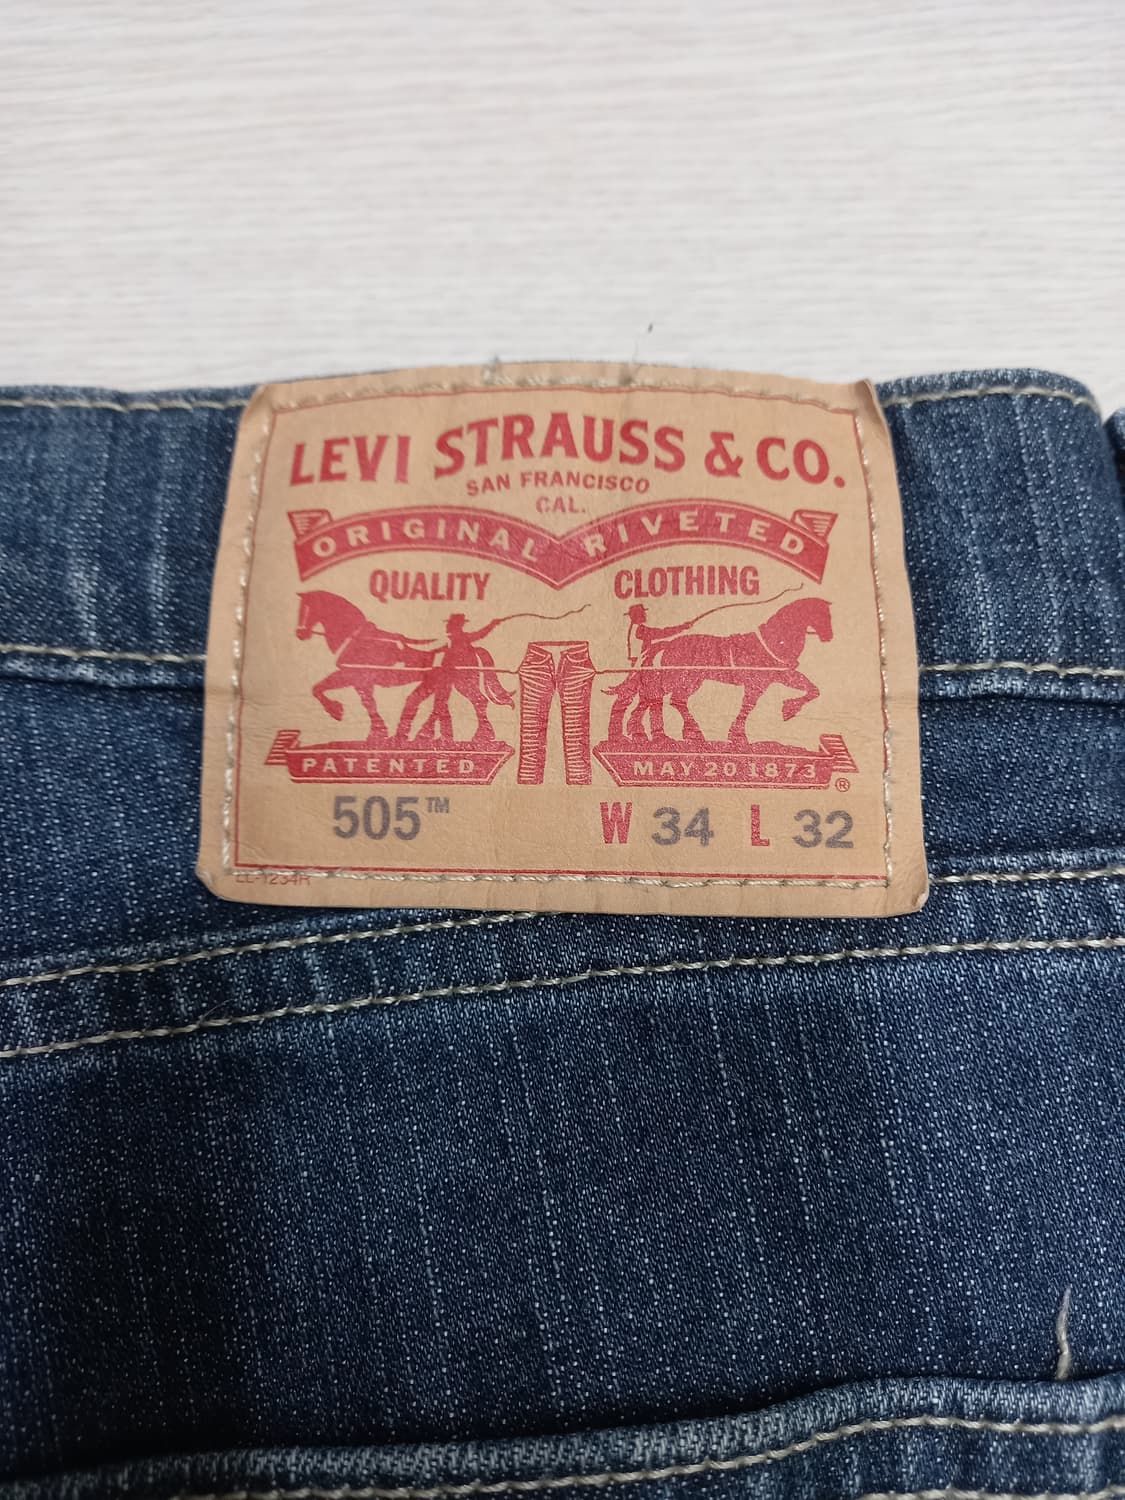 LEVI STRAUSS & CO.
SAN FRANCISCO
CAL.
ORIGINAL RIVETED
QUALITY CLOTHING
PATENTED MAY 20 1873 ®
505™ W 34 L 32